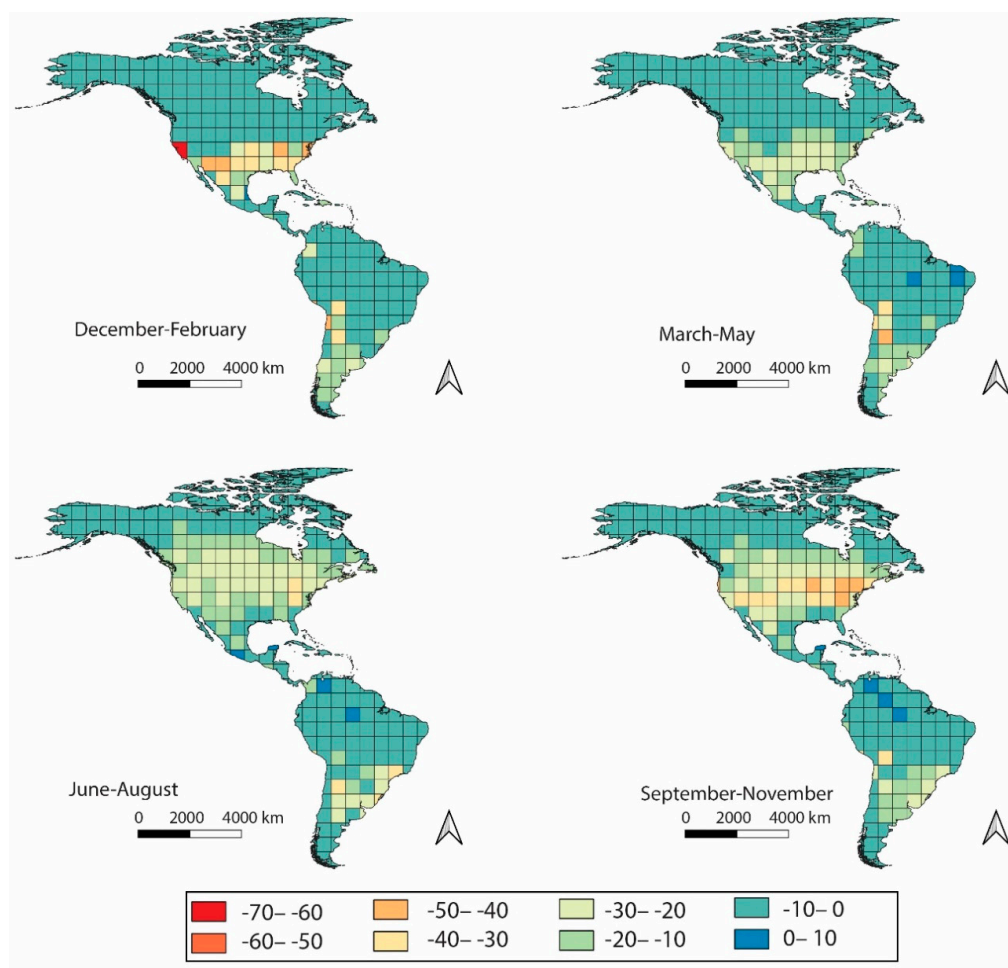 December-February
0 2000 4000 km
March-May
0 2000 4000 km
June-August
0 2000 4000 km
September-November
0 2000 4000 km
-70– -60 -50– -40 -30– -20 -10– 0
-60– -50 -40– -30 -20– -10 0– 10